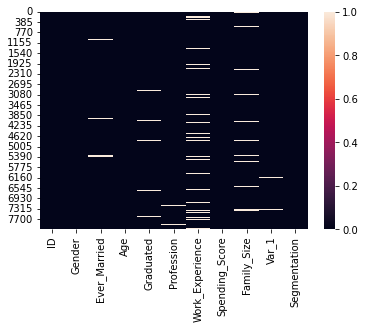 0
385
770
1155
1540
1925
2310
2695
3080
3465
3850
4235
4620
5005
5390
5775
6160
6545
6930
7315
7700
ID
Gender
Ever_Married
Age
Graduated
Profession
Work_Experience
Spending_Score
Family_Size
Var_1
Segmentation
1.0
0.8
0.6
0.4
0.2
0.0